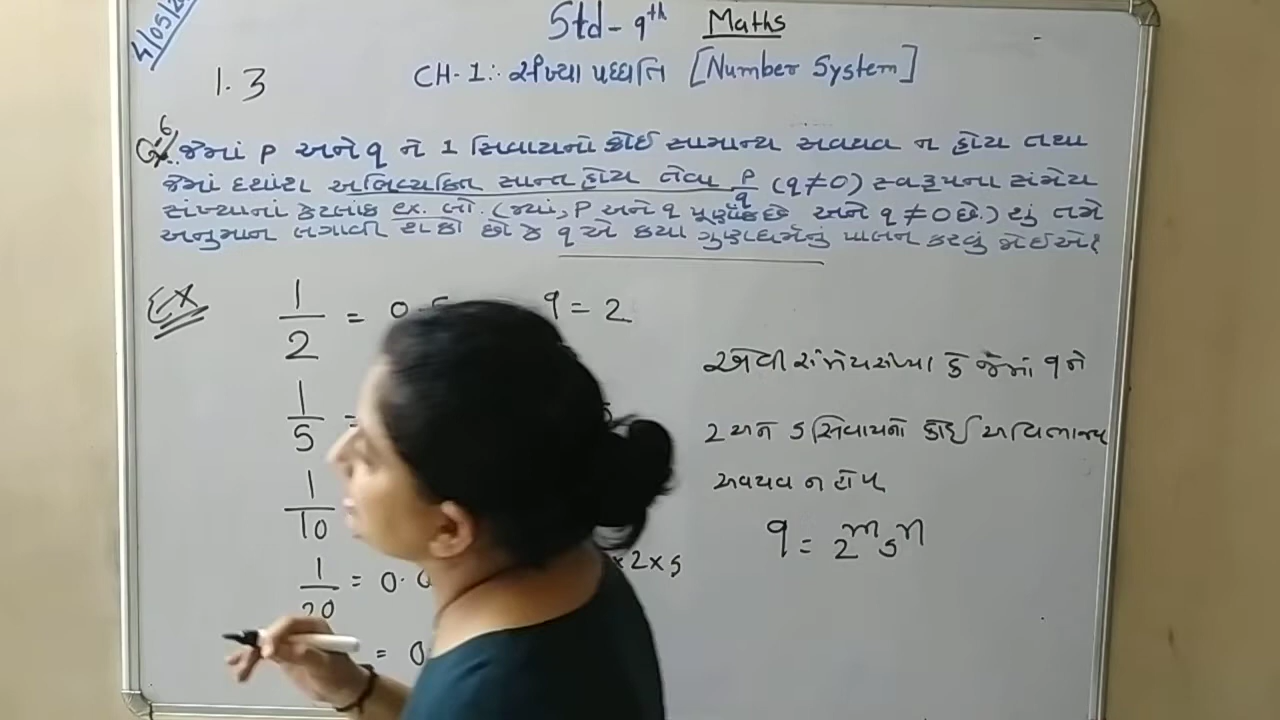 4/05/2
Std - 9th Maths
1.3 CH-1: સંખ્યા પધ્ધતિ [Number System]
Q-6 જેમાં P અને q ને 1 સિવાયનો કોઈ સામાન્ય અવયવ ન હોય તથા
જેમાં દશાંશ અભિવ્યકિત સાન્ત હોય તેવા P/q (q≠0) સ્વરૂપના સંમેય
સંખ્યાનાં કેટલાંક ex. લો. (જ્યાં, P અને q પૂર્ણાંક છે અને q ≠ 0 છે.) શું તમે
અનુમાન લગાવી શકો છો કે q એ કયા ગુણધર્મનું પાલન કરવું જોઈએ?
Ex
1/2 = 0.5 q = 2
1/5 =
1/10
1/20 = 0.0 ×2×5
= 0
એવી સંમેય સંખ્યા કે જેમાં q ને
2 અને 5 સિવાયનો કોઈ અવિભાજ્ય
અવયવ ન હોય
q = 2^m 5^n